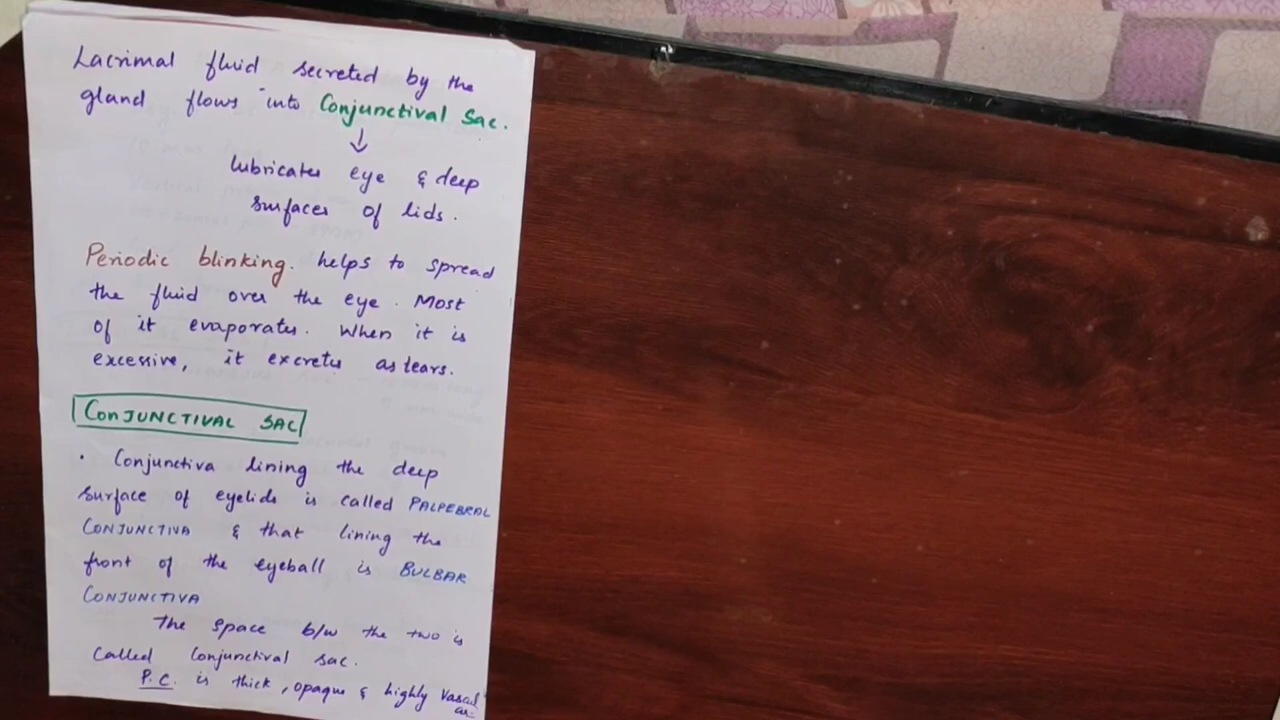 Lacrimal fluid secreted by the
gland flows into Conjunctival Sac.
↓
lubricates eye & deep
surfaces of lids.
Periodic blinking. helps to spread
the fluid over the eye. Most
of it evaporates. When it is
excessive, it excretes as tears.
CONJUNCTIVAL SAC
• Conjunctiva lining the deep
surface of eyelids is called PALPEBRAL
CONJUNCTIVA & that lining the
front of the eyeball is BULBAR
CONJUNCTIVA
The space b/w the two is
called conjunctival sac.
P.C. is thick, opaque & highly vascul
ar